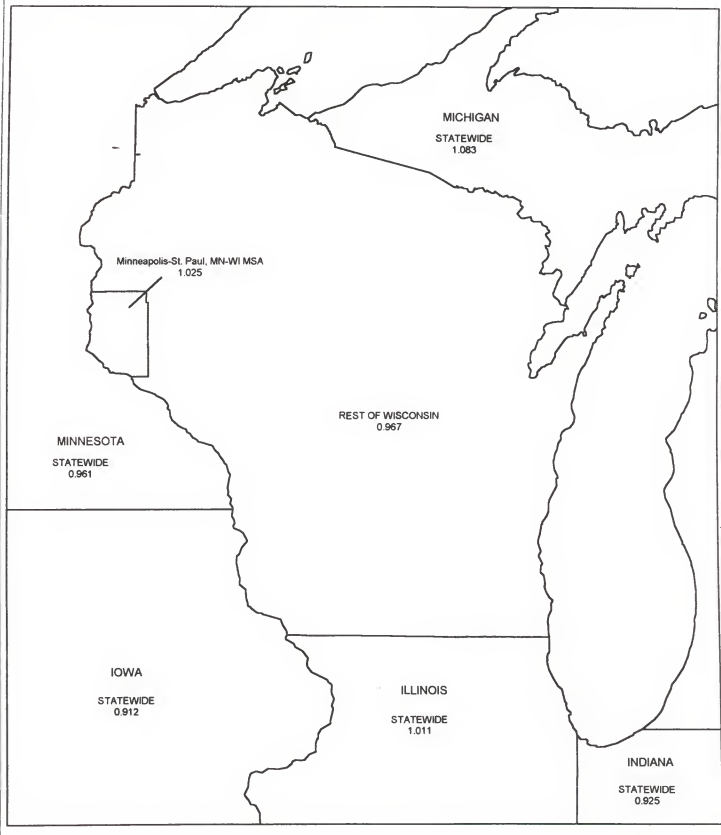 MICHIGAN
STATEWIDE
1.083
Minneapolis-St. Paul, MN-WI MSA
1.025
REST OF WISCONSIN
0.967
MINNESOTA
STATEWIDE
0.961
IOWA
STATEWIDE
0.912
ILLINOIS
STATEWIDE
1.011
INDIANA
STATEWIDE
0.925